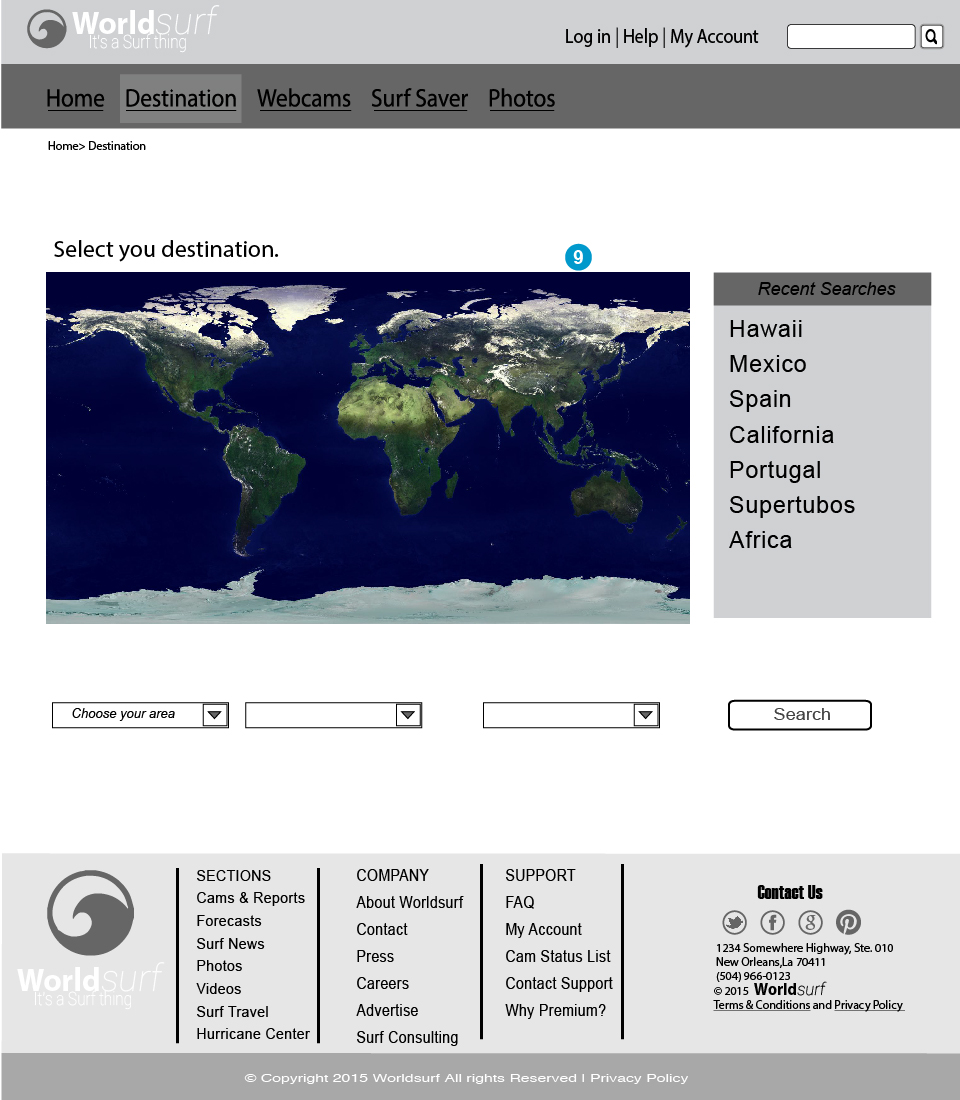 Worldsurf
It's a Surf thing
Log in | Help | My Account
Home Destination Webcams Surf Saver Photos
Home> Destination
Select you destination.
9
Recent Searches
Hawaii
Mexico
Spain
California
Portugal
Supertubos
Africa
Choose your area
Search
Worldsurf
It's a Surf thing
SECTIONS
Cams & Reports
Forecasts
Surf News
Photos
Videos
Surf Travel
Hurricane Center
COMPANY
About Worldsurf
Contact
Press
Careers
Advertise
Surf Consulting
SUPPORT
FAQ
My Account
Cam Status List
Contact Support
Why Premium?
Contact Us
1234 Somewhere Highway, Ste. 010
New Orleans,La 70411
(504) 966-0123
© 2015 Worldsurf
Terms & Conditions and Privacy Policy
© Copyright 2015 Worldsurf All rights Reserved | Privacy Policy